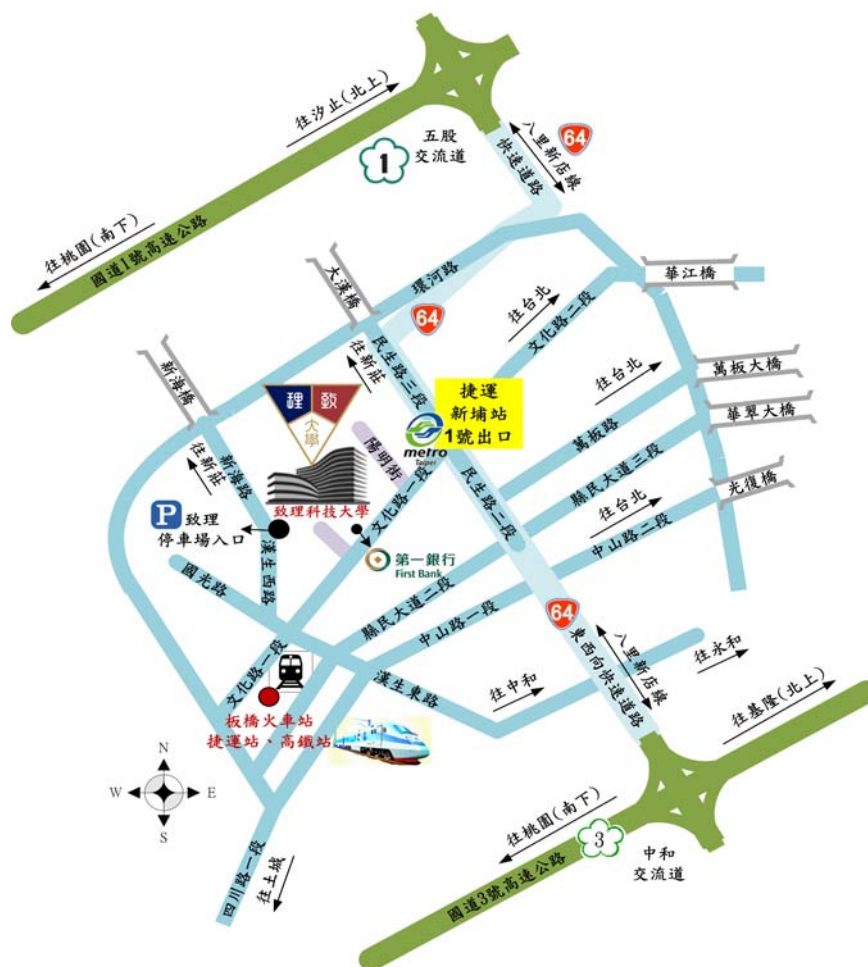 往汐止(北上)
五股
交流道
1
64
八里新店線
快速道路
往桃園(南下)
國道1號高速公路
大漢橋
環河路
64
華江橋
往台北
文化路二段
新海橋
往新莊
民生路三段
捷運
新埔站
1號出口
metro
Taipei
往台北
萬板大橋
萬板路
華翠大橋
理 致
大學
陽明街
往新莊
新海路
縣民大道三段
民生路二段
文化路一段
往台北
光復橋
致理科技大學
P 致理
停車場入口
中山路二段
第一銀行
First Bank
漢生西路
國光路
縣民大道二段
中山路一段
64
八里新店線
東西向快速道路
文化路一段
漢生東路
往中和
往永和
板橋火車站
捷運站、高鐵站
往基隆(北上)
N
W E
S
往桃園(南下)
3
中和
交流道
國道3號高速公路
四川路一段
往土城